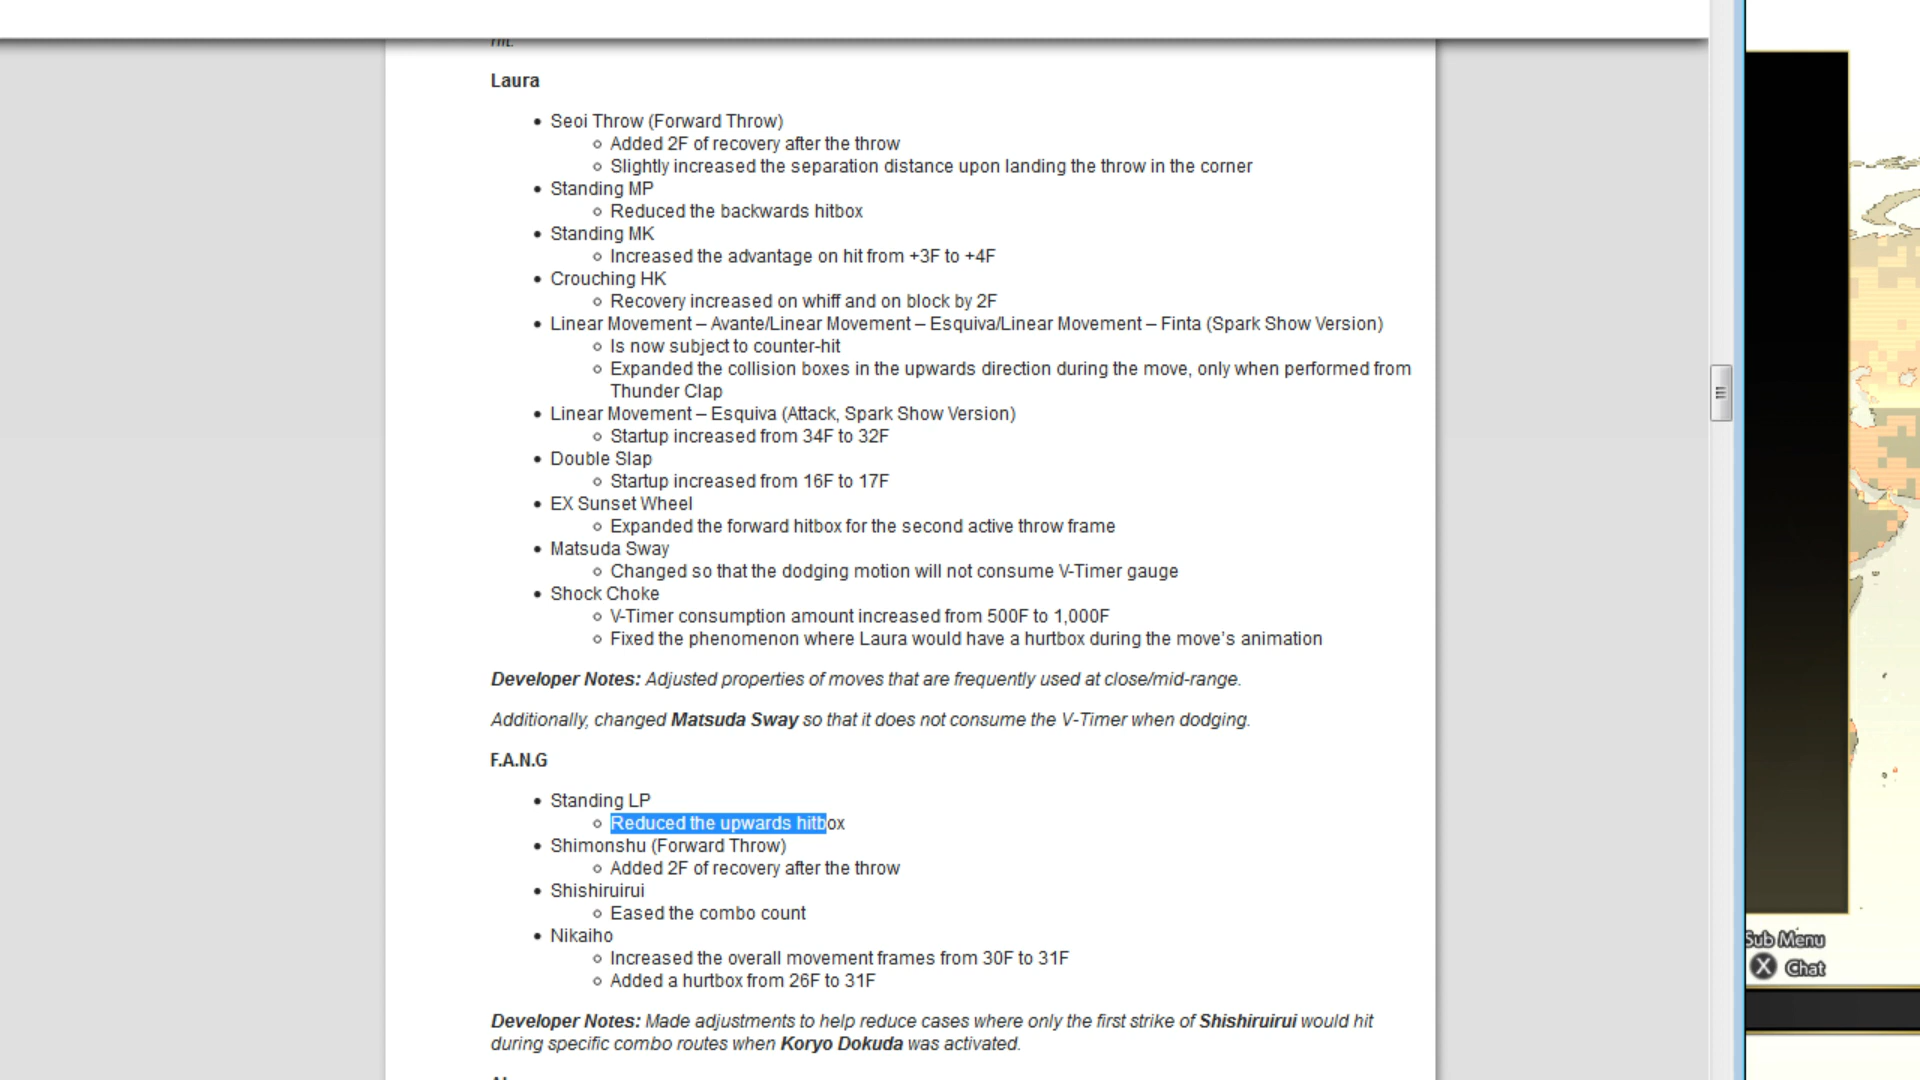 Laura
• Seoi Throw (Forward Throw)
○ Added 2F of recovery after the throw
○ Slightly increased the separation distance upon landing the throw in the corner
• Standing MP
○ Reduced the backwards hitbox
• Standing MK
○ Increased the advantage on hit from +3F to +4F
• Crouching HK
○ Recovery increased on whiff and on block by 2F
• Linear Movement – Avante/Linear Movement – Esquiva/Linear Movement – Finta (Spark Show Version)
○ Is now subject to counter-hit
○ Expanded the collision boxes in the upwards direction during the move, only when performed from
Thunder Clap
• Linear Movement – Esquiva (Attack, Spark Show Version)
○ Startup increased from 34F to 32F
• Double Slap
○ Startup increased from 16F to 17F
• EX Sunset Wheel
○ Expanded the forward hitbox for the second active throw frame
• Matsuda Sway
○ Changed so that the dodging motion will not consume V-Timer gauge
• Shock Choke
○ V-Timer consumption amount increased from 500F to 1,000F
○ Fixed the phenomenon where Laura would have a hurtbox during the move’s animation
Developer Notes: Adjusted properties of moves that are frequently used at close/mid-range.
Additionally, changed Matsuda Sway so that it does not consume the V-Timer when dodging.
F.A.N.G
• Standing LP
○ Reduced the upwards hitbox
• Shimonshu (Forward Throw)
○ Added 2F of recovery after the throw
• Shishiruirui
○ Eased the combo count
• Nikaiho
○ Increased the overall movement frames from 30F to 31F
○ Added a hurtbox from 26F to 31F
Developer Notes: Made adjustments to help reduce cases where only the first strike of Shishiruirui would hit
during specific combo routes when Koryo Dokuda was activated.
Sub Menu
X Chat